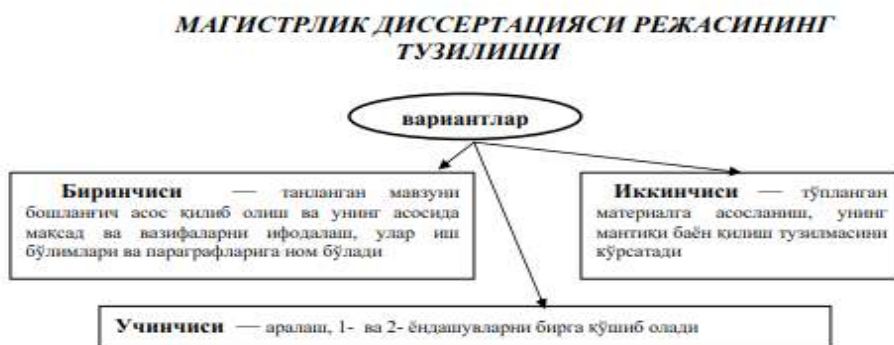 МАГИСТРЛИК ДИССЕРТАЦИЯСИ РЕЖАСИНИНГ
ТУЗИЛИШИ
вариантлар
Биринчиси — танланган мавзуни
бошланғич асос қилиб олиш ва унинг асосида
мақсад ва вазифаларни ифодалаш, улар иш
бўлимлари ва параграфларига ном бўлади
Иккинчиси — тўпланган
материалга асосланиш, унинг
мантиқи баён қилиш тузилмасини
кўрсатади
Учинчиси — аралаш, 1- ва 2- ёндашувларни бирга қўшиб олади